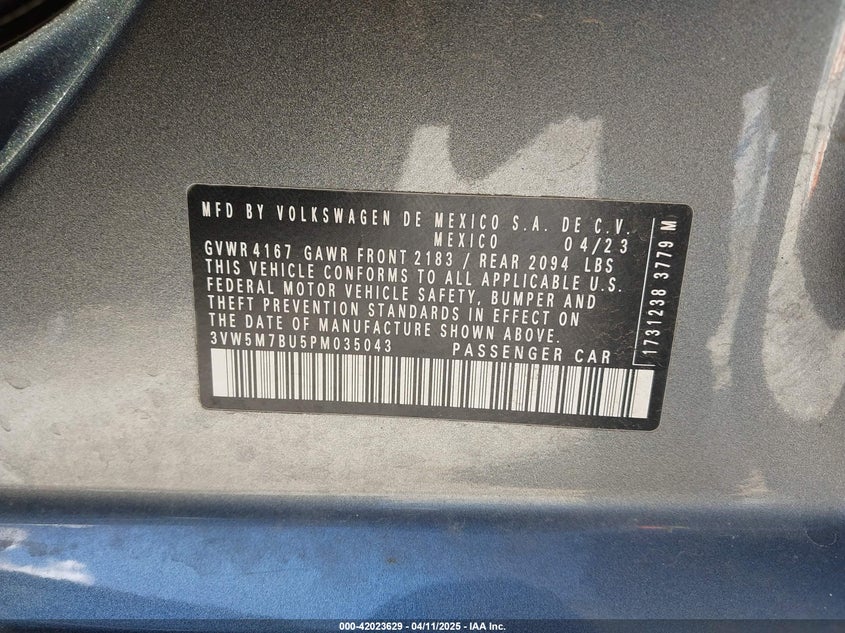 MFD BY VOLKSWAGEN DE MEXICO S.A. DE C.V.
MEXICO 04/23
GVWR 4167 GAWR FRONT 2183 / REAR 2094 LBS
THIS VEHICLE CONFORMS TO ALL APPLICABLE U.S.
FEDERAL MOTOR VEHICLE SAFETY, BUMPER AND
THEFT PREVENTION STANDARDS IN EFFECT ON
THE DATE OF MANUFACTURE SHOWN ABOVE.
3VW5M7BU5PM035043 PASSENGER CAR
1731238 3779 M
000-42023629 - 04/11/2025 - IAA Inc.